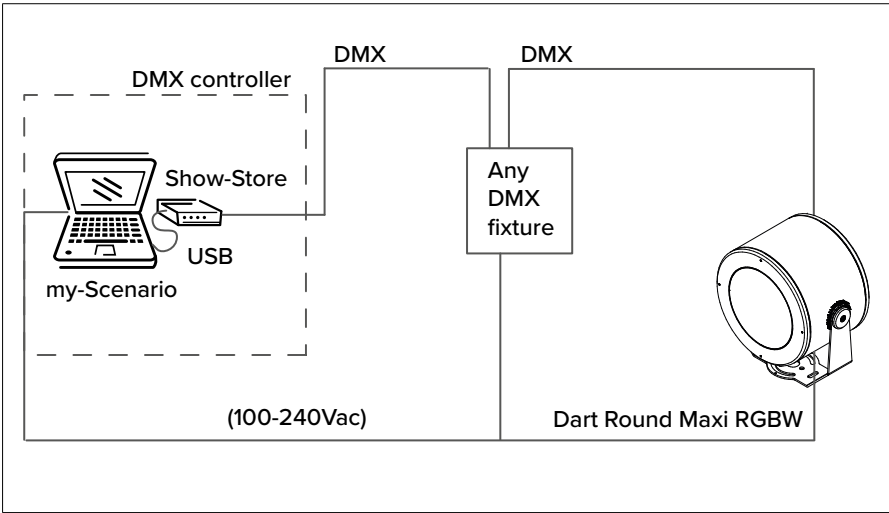 DMX
DMX
DMX controller
Show-Store
USB
my-Scenario
Any
DMX
fixture
(100-240Vac)
Dart Round Maxi RGBW